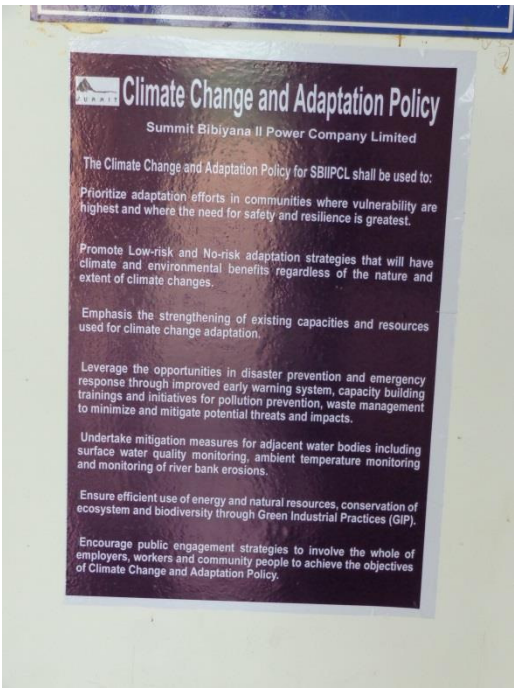 SUMMIT
Climate Change and Adaptation Policy
Summit Bibiyana II Power Company Limited
The Climate Change and Adaptation Policy for SBIIPCL shall be used to:
Prioritize adaptation efforts in communities where vulnerability are
highest and where the need for safety and resilience is greatest.
Promote Low-risk and No-risk adaptation strategies that will have
climate and environmental benefits regardless of the nature and
extent of climate changes.
Emphasis the strengthening of existing capacities and resources
used for climate change adaptation.
Leverage the opportunities in disaster prevention and emergency
response through improved early warning system, capacity building
trainings and initiatives for pollution prevention, waste management
to minimize and mitigate potential threats and impacts.
Undertake mitigation measures for adjacent water bodies including
surface water quality monitoring, ambient temperature monitoring
and monitoring of river bank erosions.
Ensure efficient use of energy and natural resources, conservation of
ecosystem and biodiversity through Green Industrial Practices (GIP).
Encourage public engagement strategies to involve the whole of
employers, workers and community people to achieve the objectives
of Climate Change and Adaptation Policy.